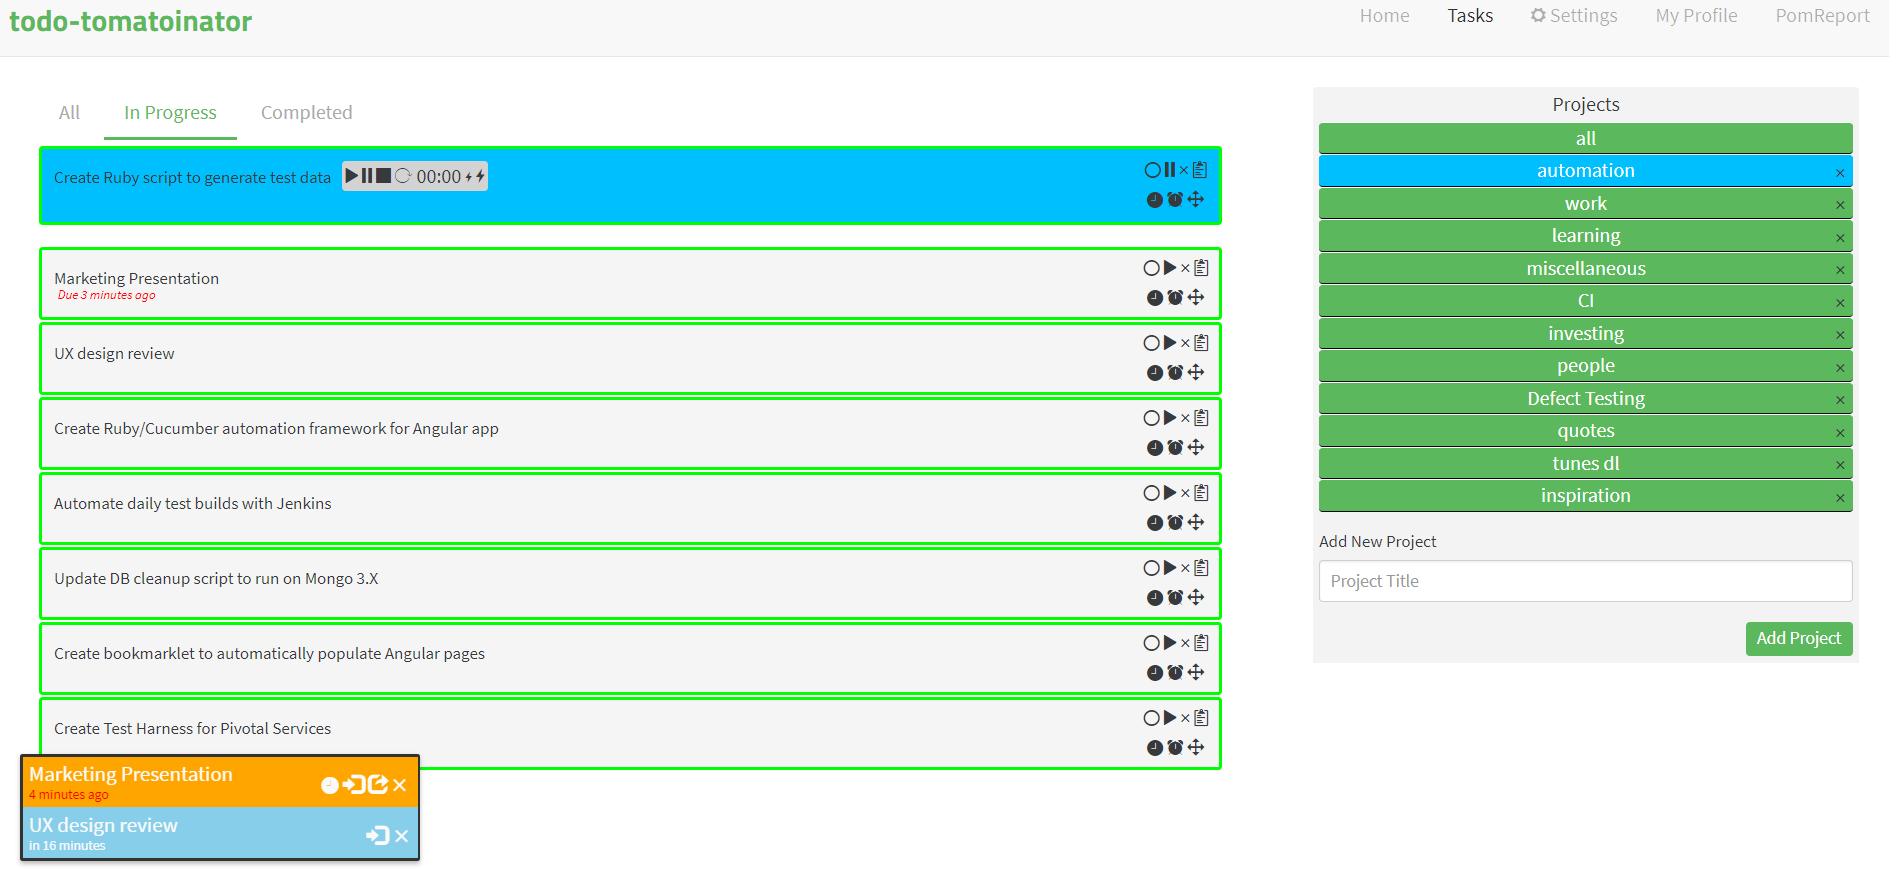 todo-tomatoinator
Home Tasks Settings My Profile PomReport
All In Progress Completed
Create Ruby script to generate test data 00:00
Marketing Presentation
Due 3 minutes ago
UX design review
Create Ruby/Cucumber automation framework for Angular app
Automate daily test builds with Jenkins
Update DB cleanup script to run on Mongo 3.X
Create bookmarklet to automatically populate Angular pages
Create Test Harness for Pivotal Services
Marketing Presentation
4 minutes ago
UX design review
in 16 minutes
Projects
all
automation
work
learning
miscellaneous
CI
investing
people
Defect Testing
quotes
tunes dl
inspiration
Add New Project
Project Title
Add Project